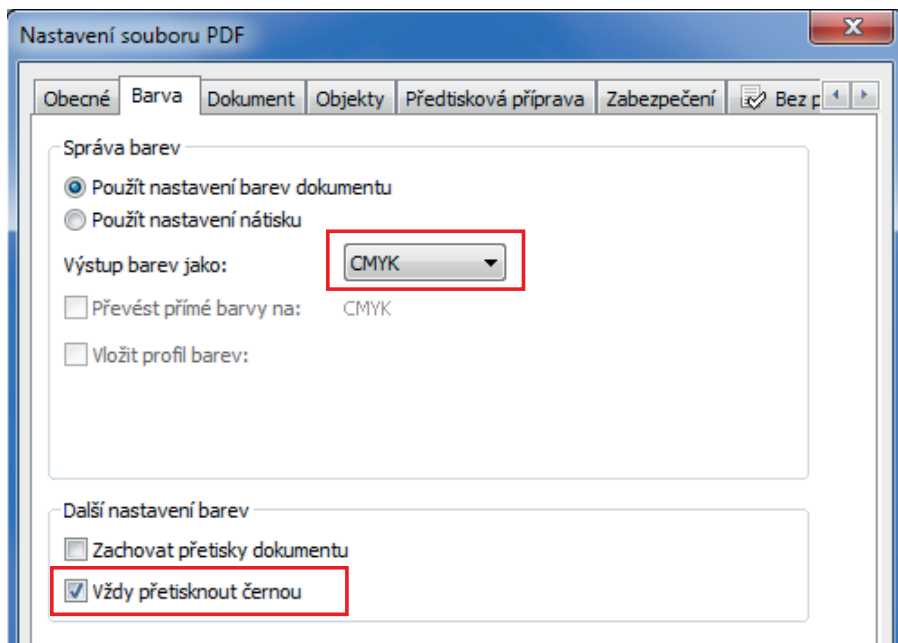 Nastavení souboru PDF
Obecné Barva Dokument Objekty Předtisková příprava Zabezpečení Bez
Správa barev
Použít nastavení barev dokumentu
Použít nastavení nátisku
Výstup barev jako: CMYK
Převést přímé barvy na: CMYK
Vložit profil barev:
Další nastavení barev
Zachovat přetisky dokumentu
Vždy přetisknout černou